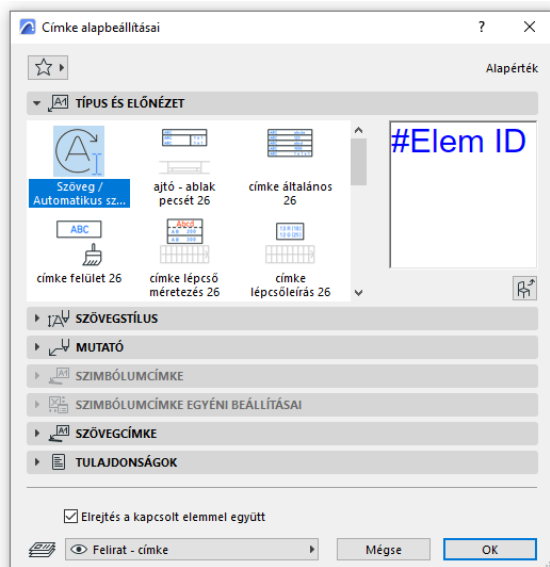 Címke alapbeállításai
?
Alapérték
TÍPUS ÉS ELŐNÉZET
Szöveg /
Automatikus sz...
ajtó - ablak
pecsét 26
címke általános
26
#Elem ID
ABC
címke felület 26
Abcd
címke lépcső
méretezés 26
címke
lépcsőleírás 26
SZÖVEGSTÍLUS
MUTATÓ
SZIMBÓLUMCÍMKE
SZIMBÓLUMCÍMKE EGYÉNI BEÁLLÍTÁSAI
SZÖVEGCÍMKE
TULAJDONSÁGOK
Elrejtés a kapcsolt elemmel együtt
Felirat - címke
Mégse
OK